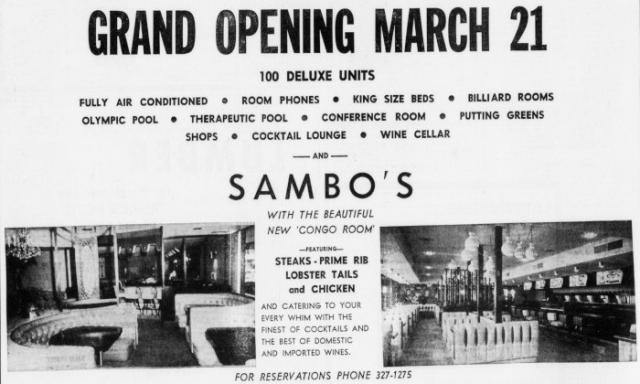 GRAND OPENING MARCH 21
100 DELUXE UNITS
FULLY AIR CONDITIONED • ROOM PHONES • KING SIZE BEDS • BILLIARD ROOMS
OLYMPIC POOL • THERAPEUTIC POOL • CONFERENCE ROOM • PUTTING GREENS
SHOPS • COCKTAIL LOUNGE • WINE CELLAR
— AND —
SAMBO'S
WITH THE BEAUTIFUL
NEW 'CONGO ROOM'
—FEATURING—
STEAKS - PRIME RIB
LOBSTER TAILS
and CHICKEN
AND CATERING TO YOUR
EVERY WHIM WITH THE
FINEST OF COCKTAILS AND
THE BEST OF DOMESTIC
AND IMPORTED WINES.
FOR RESERVATIONS PHONE 327-1275